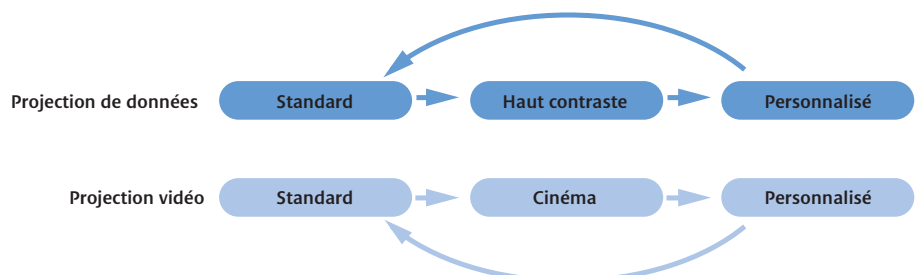 Projection de données Standard Haut contraste Personnalisé
Projection vidéo Standard Cinéma Personnalisé